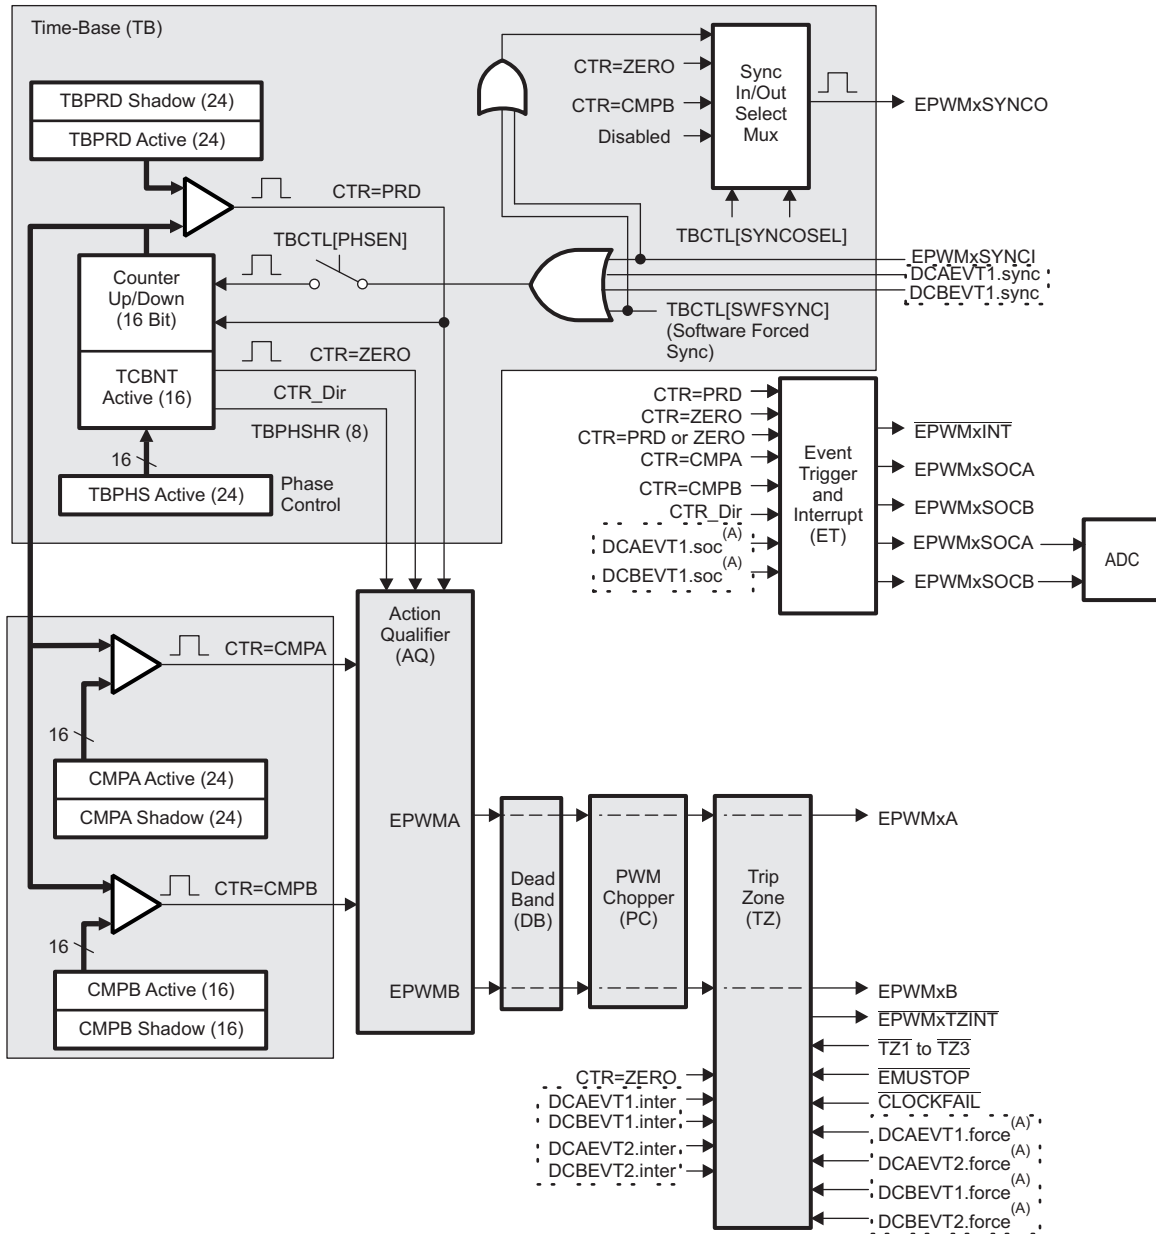 Time-Base (TB)
TBPRD Shadow (24)
TBPRD Active (24)
CTR=PRD
TBCTL[PHSEN]
Counter
Up/Down
(16 Bit)
TCBNT
Active (16)
CTR=ZERO
CTR_Dir
TBPHSHR (8)
16
TBPHS Active (24)
Phase
Control
CTR=ZERO
CTR=CMPB
Disabled
Sync
In/Out
Select
Mux
EPWMxSYNCO
TBCTL[SYNCOSEL]
EPWMxSYNCI
DCAEVT1.sync
DCBEVT1.sync
TBCTL[SWFSYNC]
(Software Forced
Sync)
CTR=PRD
CTR=ZERO
CTR=PRD or ZERO
CTR=CMPA
CTR=CMPB
CTR_Dir
DCAEVT1.soc(A)
DCBEVT1.soc(A)
Event
Trigger
and
Interrupt
(ET)
EPWMxINT
EPWMxSOCA
EPWMxSOCB
EPWMxSOCA
EPWMxSOCB
ADC
Action
Qualifier
(AQ)
CTR=CMPA
16
CMPA Active (24)
CMPA Shadow (24)
CTR=CMPB
16
CMPB Active (16)
CMPB Shadow (16)
EPWMA
EPWMB
Dead
Band
(DB)
PWM
Chopper
(PC)
Trip
Zone
(TZ)
EPWMxA
EPWMxB
EPWMxTZINT
TZ1 to TZ3
EMUSTOP
CLOCKFAIL
DCAEVT1.force(A)
DCAEVT2.force(A)
DCBEVT1.force(A)
DCBEVT2.force(A)
CTR=ZERO
DCAEVT1.inter
DCBEVT1.inter
DCAEVT2.inter
DCBEVT2.inter